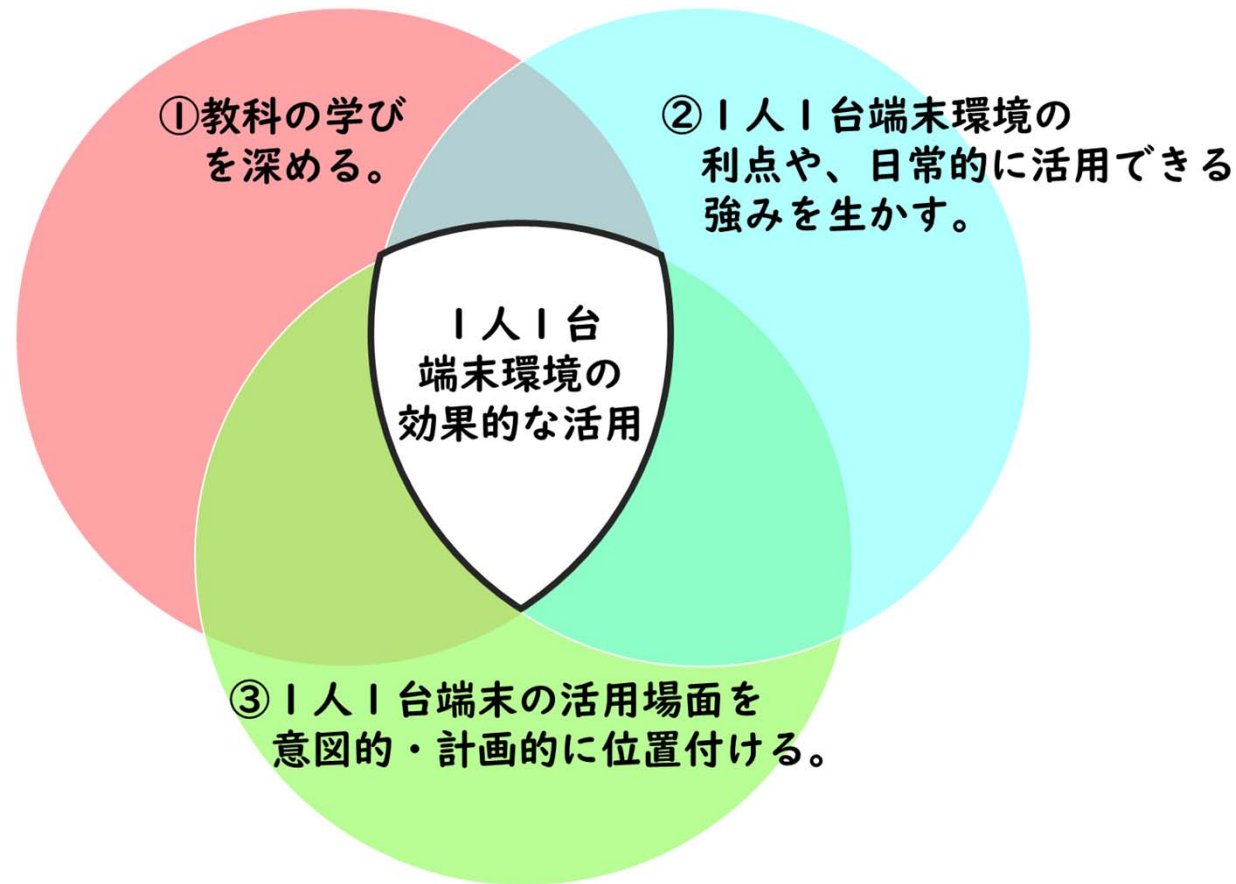 ①教科の学び
を深める。
②1人1台端末環境の
利点や、日常的に活用できる
強みを生かす。
1人1台
端末環境の
効果的な活用
③1人1台端末の活用場面を
意図的・計画的に位置付ける。